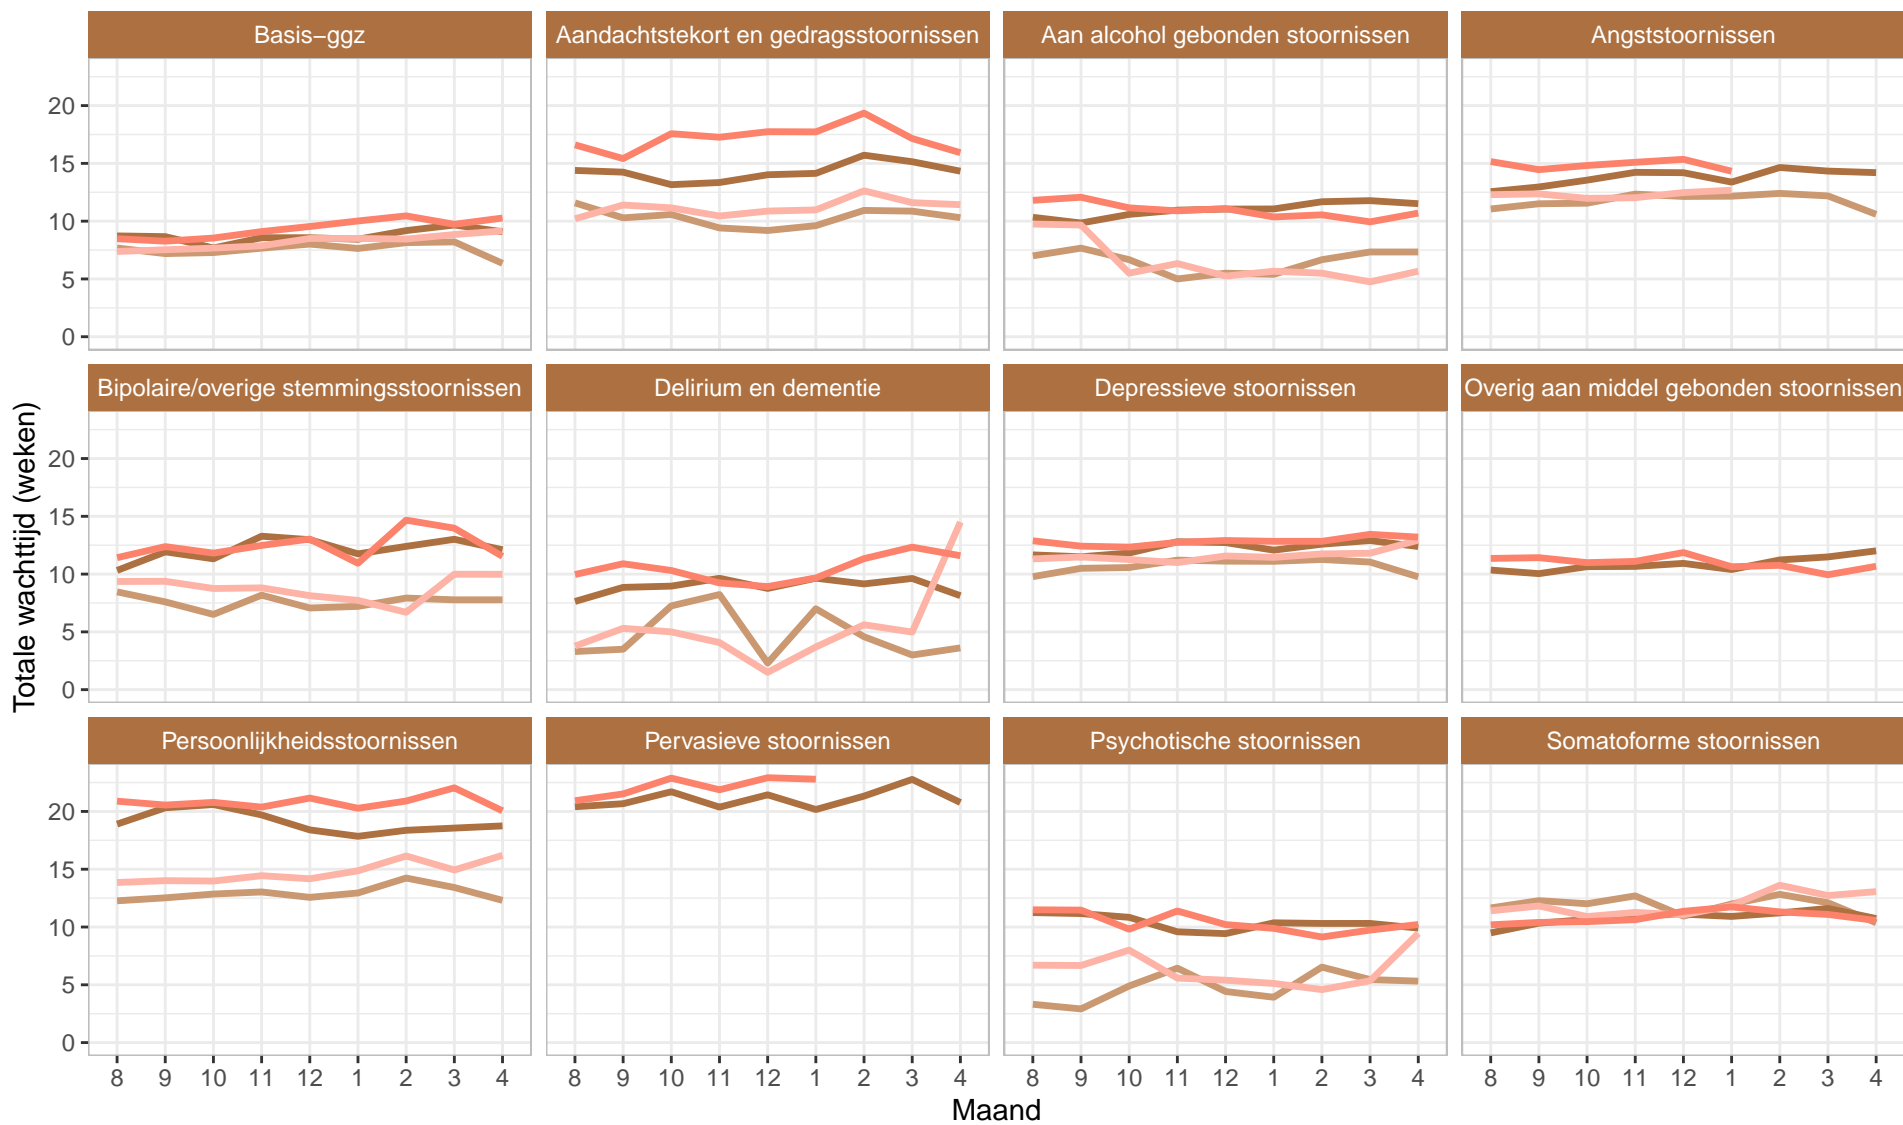 Basis−ggz
Aandachtstekort en gedragsstoornissen
Aan alcohol gebonden stoornissen
Angststoornissen
20
15
10
5
0
Bipolaire/overige stemmingsstoornissen
Delirium en dementie
Depressieve stoornissen
Overig aan middel gebonden stoornissen
20
15
10
5
0
Totale wachttijd (weken)
Persoonlijkheidsstoornissen
Pervasieve stoornissen
Psychotische stoornissen
Somatoforme stoornissen
20
15
10
5
0
8 9 10 11 12 1 2 3 4
8 9 10 11 12 1 2 3 4
8 9 10 11 12 1 2 3 4
8 9 10 11 12 1 2 3 4
Maand